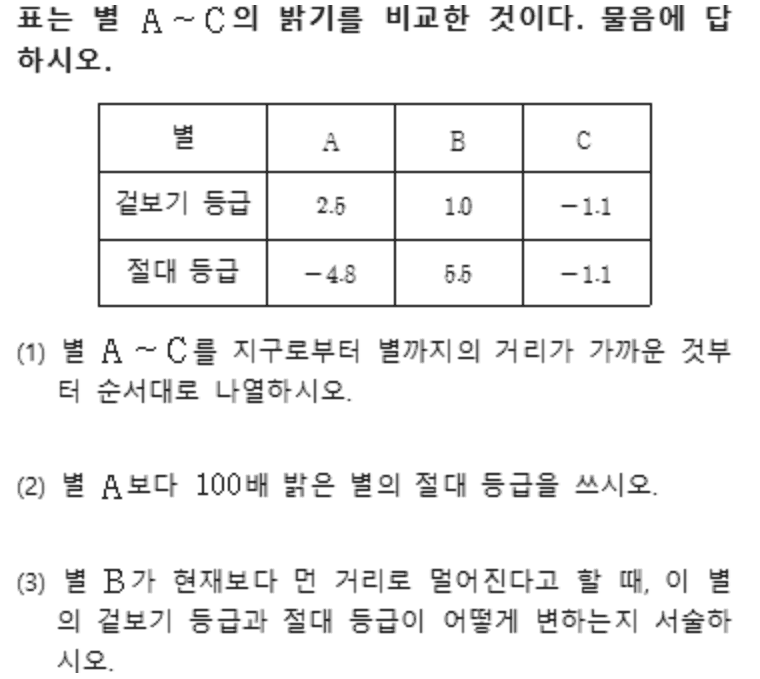 표는 별 A ~ C의 밝기를 비교한 것이다. 물음에 답
하시오.
별 A B C
겉보기 등급 2.5 1.0 -1.1
절대 등급 -4.8 5.5 -1.1
(1) 별 A ~ C를 지구로부터 별까지의 거리가 가까운 것부
터 순서대로 나열하시오.
(2) 별 A보다 100배 밝은 별의 절대 등급을 쓰시오.
(3) 별 B가 현재보다 먼 거리로 멀어진다고 할 때, 이 별
의 겉보기 등급과 절대 등급이 어떻게 변하는지 서술하
시오.